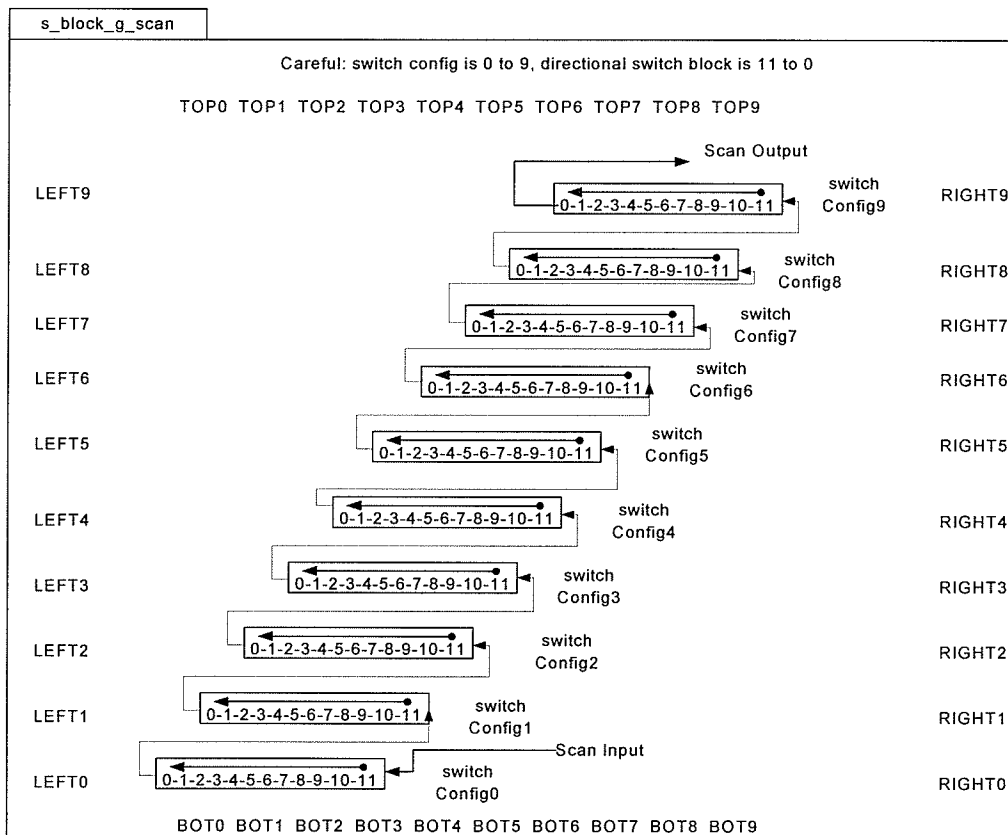 s_block_g_scan
Careful: switch config is 0 to 9, directional switch block is 11 to 0
TOP0 TOP1 TOP2 TOP3 TOP4 TOP5 TOP6 TOP7 TOP8 TOP9
Scan Output
LEFT9
0-1-2-3-4-5-6-7-8-9-10-11
switch
Config9
RIGHT9
LEFT8
0-1-2-3-4-5-6-7-8-9-10-11
switch
Config8
RIGHT8
LEFT7
0-1-2-3-4-5-6-7-8-9-10-11
switch
Config7
RIGHT7
LEFT6
0-1-2-3-4-5-6-7-8-9-10-11
switch
Config6
RIGHT6
LEFT5
0-1-2-3-4-5-6-7-8-9-10-11
switch
Config5
RIGHT5
LEFT4
0-1-2-3-4-5-6-7-8-9-10-11
switch
Config4
RIGHT4
LEFT3
0-1-2-3-4-5-6-7-8-9-10-11
switch
Config3
RIGHT3
LEFT2
0-1-2-3-4-5-6-7-8-9-10-11
switch
Config2
RIGHT2
LEFT1
0-1-2-3-4-5-6-7-8-9-10-11
switch
Config1
RIGHT1
Scan Input
LEFT0
0-1-2-3-4-5-6-7-8-9-10-11
switch
Config0
RIGHT0
BOT0 BOT1 BOT2 BOT3 BOT4 BOT5 BOT6 BOT7 BOT8 BOT9